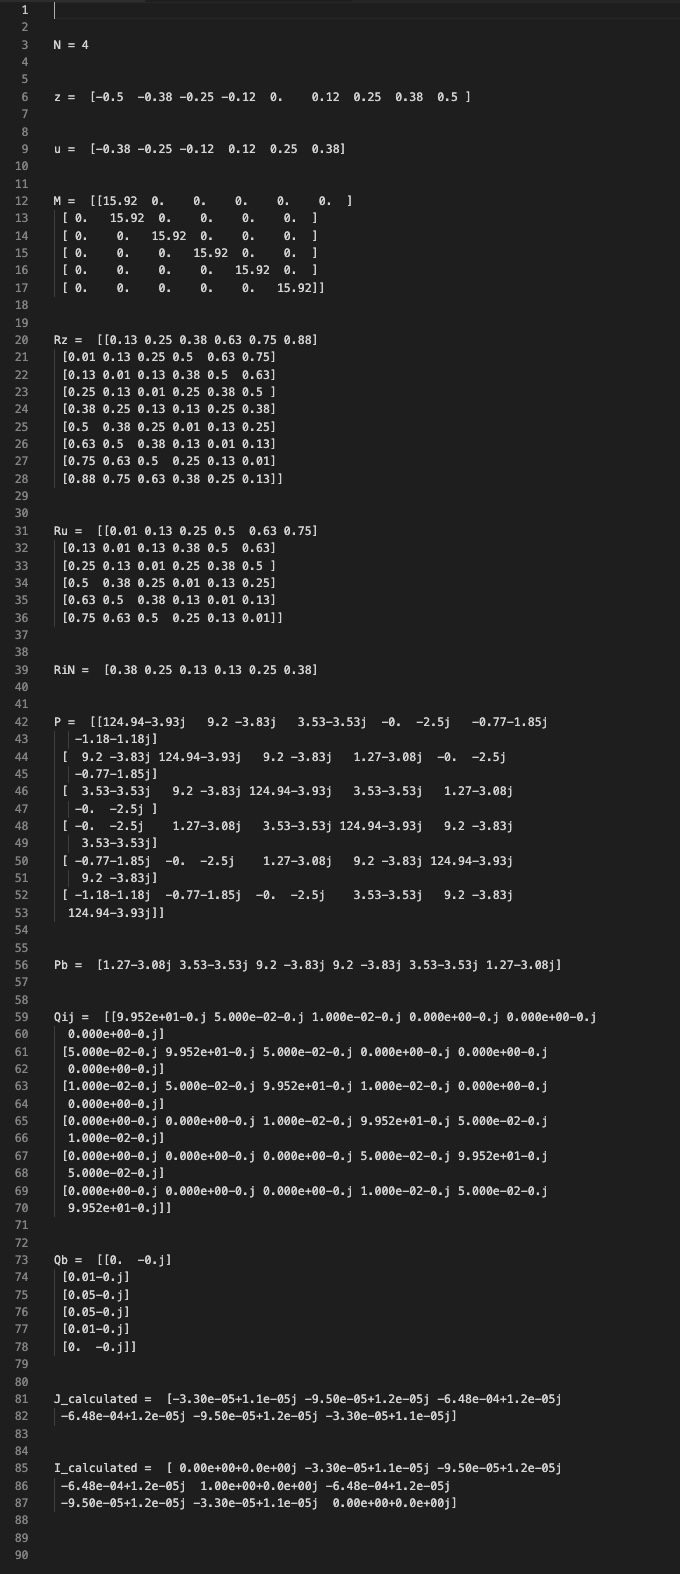 1
2
3 N = 4
4
5
6 z =  [-0.5  -0.38 -0.25 -0.12  0.    0.12  0.25  0.38  0.5 ]
7
8
9 u =  [-0.38 -0.25 -0.12  0.12  0.25  0.38]
10
11
12 M =  [[15.92  0.    0.    0.    0.    0.  ]
13  [ 0.   15.92  0.    0.    0.    0.  ]
14  [ 0.    0.   15.92  0.    0.    0.  ]
15  [ 0.    0.    0.   15.92  0.    0.  ]
16  [ 0.    0.    0.    0.   15.92  0.  ]
17  [ 0.    0.    0.    0.    0.   15.92]]
18
19
20 Rz =  [[0.13 0.25 0.38 0.63 0.75 0.88]
21  [0.01 0.13 0.25 0.5  0.63 0.75]
22  [0.13 0.01 0.13 0.38 0.5  0.63]
23  [0.25 0.13 0.01 0.25 0.38 0.5 ]
24  [0.38 0.25 0.13 0.13 0.25 0.38]
25  [0.5  0.38 0.25 0.01 0.13 0.25]
26  [0.63 0.5  0.38 0.13 0.01 0.13]
27  [0.75 0.63 0.5  0.25 0.13 0.01]
28  [0.88 0.75 0.63 0.38 0.25 0.13]]
29
30
31 Ru =  [[0.01 0.13 0.25 0.5  0.63 0.75]
32  [0.13 0.01 0.13 0.38 0.5  0.63]
33  [0.25 0.13 0.01 0.25 0.38 0.5 ]
34  [0.5  0.38 0.25 0.01 0.13 0.25]
35  [0.63 0.5  0.38 0.13 0.01 0.13]
36  [0.75 0.63 0.5  0.25 0.13 0.01]]
37
38
39 RiN =  [0.38 0.25 0.13 0.13 0.25 0.38]
40
41
42 P =  [[124.94-3.93j   9.2 -3.83j   3.53-3.53j  -0.  -2.5j   -0.77-1.85j
43   -1.18-1.18j]
44  [  9.2 -3.83j 124.94-3.93j   9.2 -3.83j   1.27-3.08j  -0.  -2.5j
45   -0.77-1.85j]
46  [  3.53-3.53j   9.2 -3.83j 124.94-3.93j   3.53-3.53j   1.27-3.08j
47   -0.  -2.5j ]
48  [ -0.  -2.5j    1.27-3.08j   3.53-3.53j 124.94-3.93j   9.2 -3.83j
49    3.53-3.53j]
50  [ -0.77-1.85j  -0.  -2.5j    1.27-3.08j   9.2 -3.83j 124.94-3.93j
51    9.2 -3.83j]
52  [ -1.18-1.18j  -0.77-1.85j  -0.  -2.5j    3.53-3.53j   9.2 -3.83j
53  124.94-3.93j]]
54
55
56 Pb =  [1.27-3.08j 3.53-3.53j 9.2 -3.83j 9.2 -3.83j 3.53-3.53j 1.27-3.08j]
57
58
59 Qij =  [[9.952e+01-0.j 5.000e-02-0.j 1.000e-02-0.j 0.000e+00-0.j 0.000e+00-0.j
60   0.000e+00-0.j]
61  [5.000e-02-0.j 9.952e+01-0.j 5.000e-02-0.j 0.000e+00-0.j 0.000e+00-0.j
62   0.000e+00-0.j]
63  [1.000e-02-0.j 5.000e-02-0.j 9.952e+01-0.j 1.000e-02-0.j 0.000e+00-0.j
64   0.000e+00-0.j]
65  [0.000e+00-0.j 0.000e+00-0.j 1.000e-02-0.j 9.952e+01-0.j 5.000e-02-0.j
66   1.000e-02-0.j]
67  [0.000e+00-0.j 0.000e+00-0.j 0.000e+00-0.j 5.000e-02-0.j 9.952e+01-0.j
68   5.000e-02-0.j]
69  [0.000e+00-0.j 0.000e+00-0.j 0.000e+00-0.j 1.000e-02-0.j 5.000e-02-0.j
70   9.952e+01-0.j]]
71
72
73 Qb =  [[0.  -0.j]
74  [0.01-0.j]
75  [0.05-0.j]
76  [0.05-0.j]
77  [0.01-0.j]
78  [0.  -0.j]]
79
80
81 J_calculated =  [-3.30e-05+1.1e-05j -9.50e-05+1.2e-05j -6.48e-04+1.2e-05j
82  -6.48e-04+1.2e-05j -9.50e-05+1.2e-05j -3.30e-05+1.1e-05j]
83
84
85 I_calculated =  [ 0.00e+00+0.0e+00j -3.30e-05+1.1e-05j -9.50e-05+1.2e-05j
86  -6.48e-04+1.2e-05j  1.00e+00+0.0e+00j -6.48e-04+1.2e-05j
87  -9.50e-05+1.2e-05j -3.30e-05+1.1e-05j  0.00e+00+0.0e+00j]
88
89
90